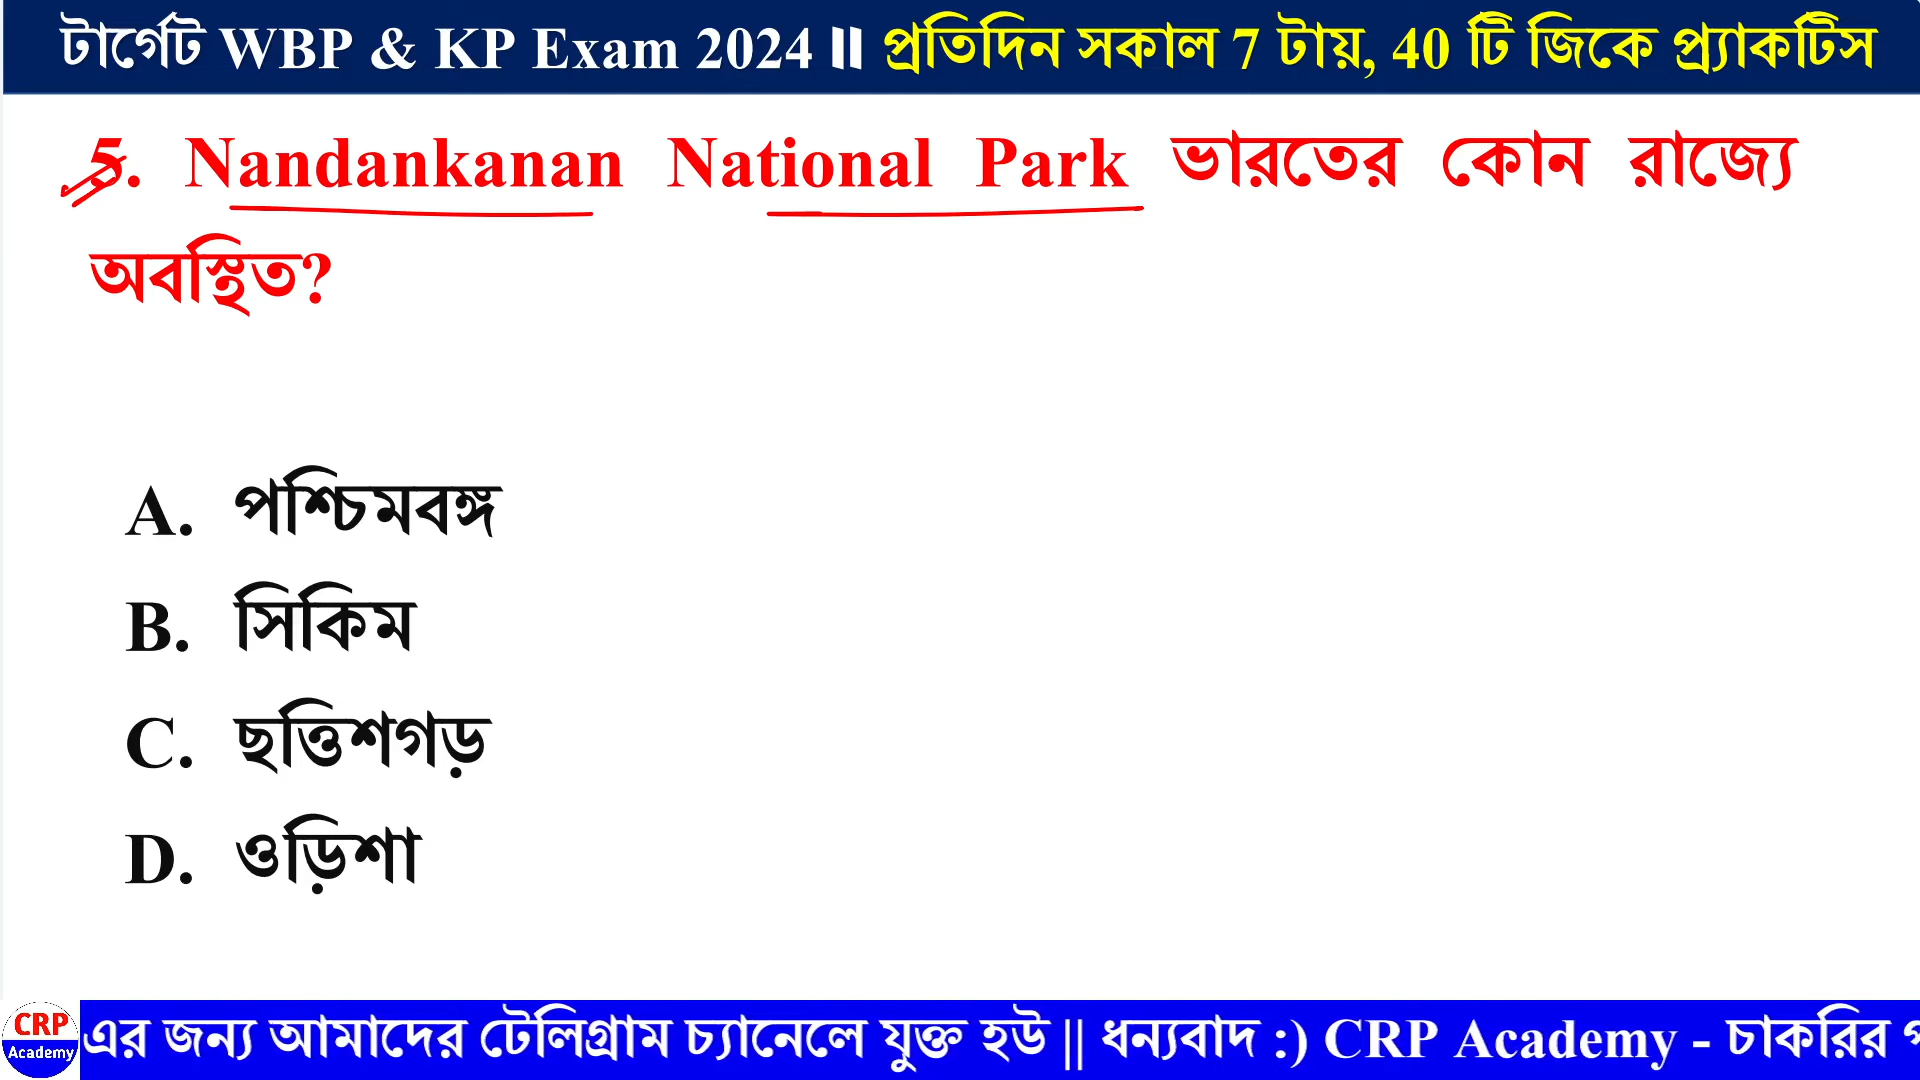 টার্গেট WBP & KP Exam 2024 ॥ প্রতিদিন সকাল 7 টায়, 40 টি জিকে প্র্যাকটিস
5. Nandankanan National Park ভারতের কোন রাজ্যে
অবস্থিত?
A. পশ্চিমবঙ্গ
B. সিকিম
C. ছত্তিশগড়
D. ওড়িশা
CRP
Academy
এর জন্য আমাদের টেলিগ্রাম চ্যানেলে যুক্ত হউ || ধন্যবাদ :) CRP Academy - চাকরির